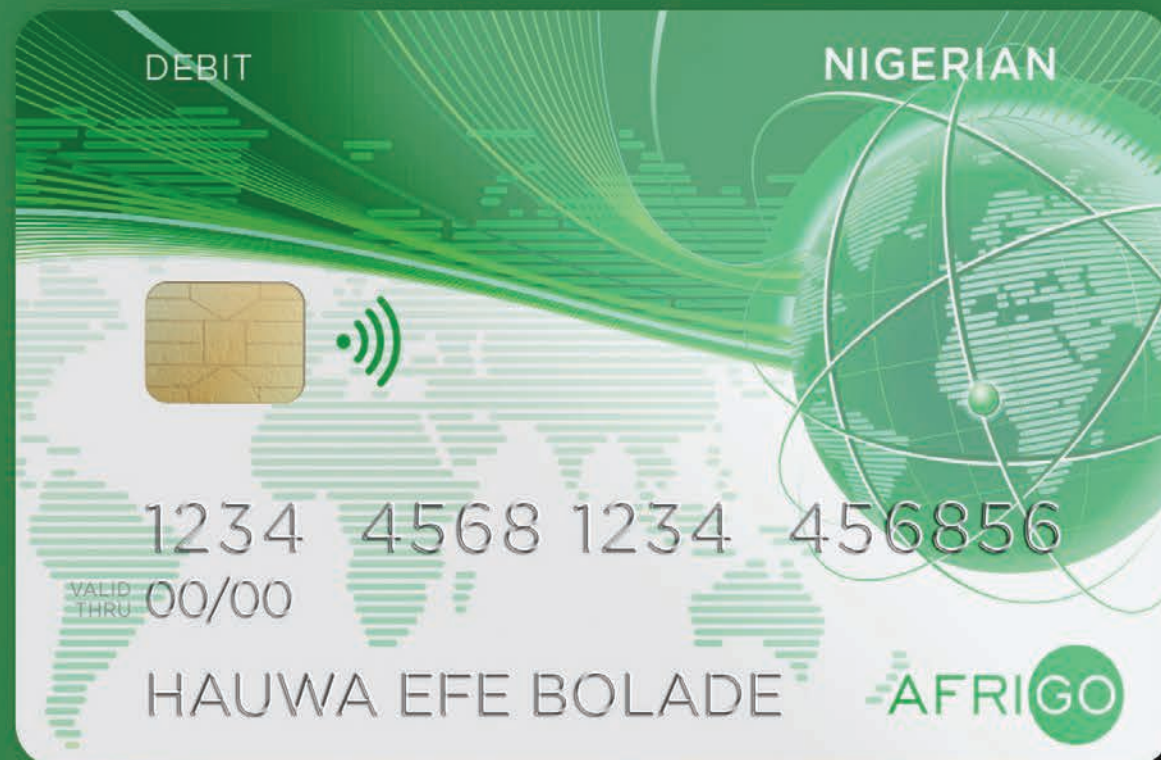 DEBIT NIGERIAN
1234 4568 1234 456856
VALID THRU 00/00
HAUWA EFE BOLADE
AFRIGO